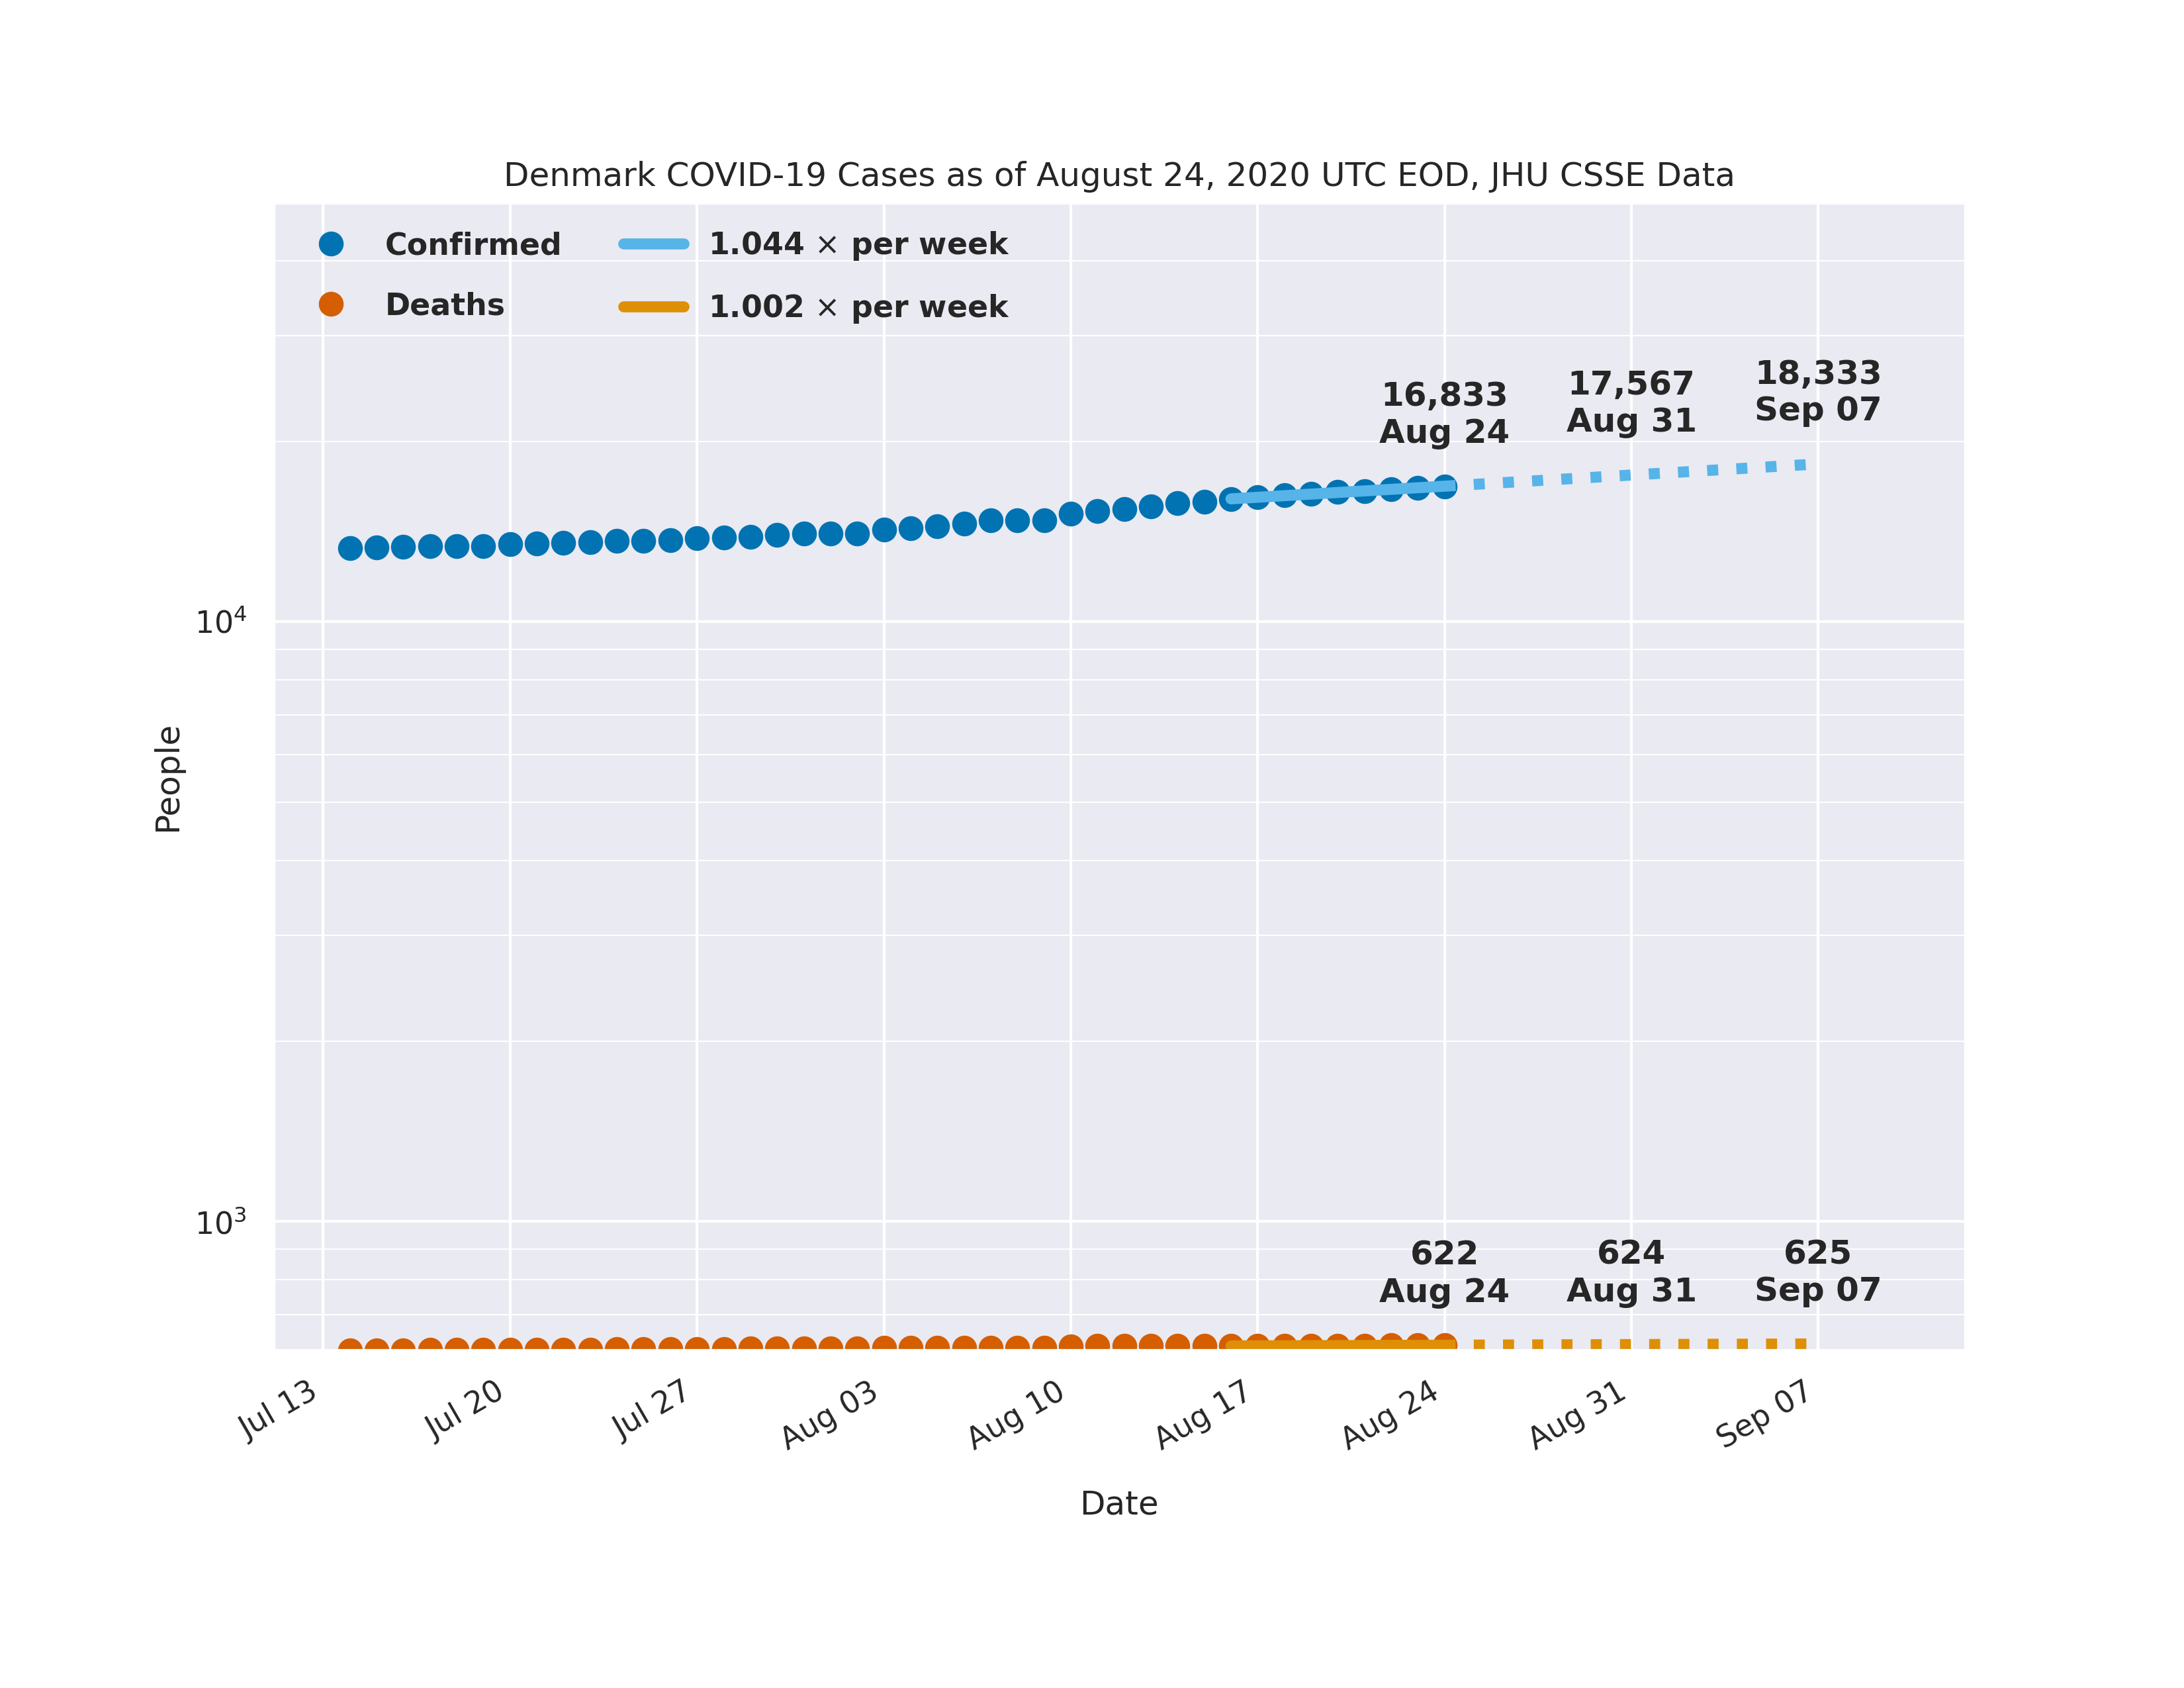 Denmark COVID-19 Cases as of August 24, 2020 UTC EOD, JHU CSSE Data
Confirmed
Deaths
1.044 × per week
1.002 × per week
16,833
Aug 24
17,567
Aug 31
18,333
Sep 07
10⁴
People
10³
622
Aug 24
624
Aug 31
625
Sep 07
Jul 13
Jul 20
Jul 27
Aug 03
Aug 10
Aug 17
Aug 24
Aug 31
Sep 07
Date